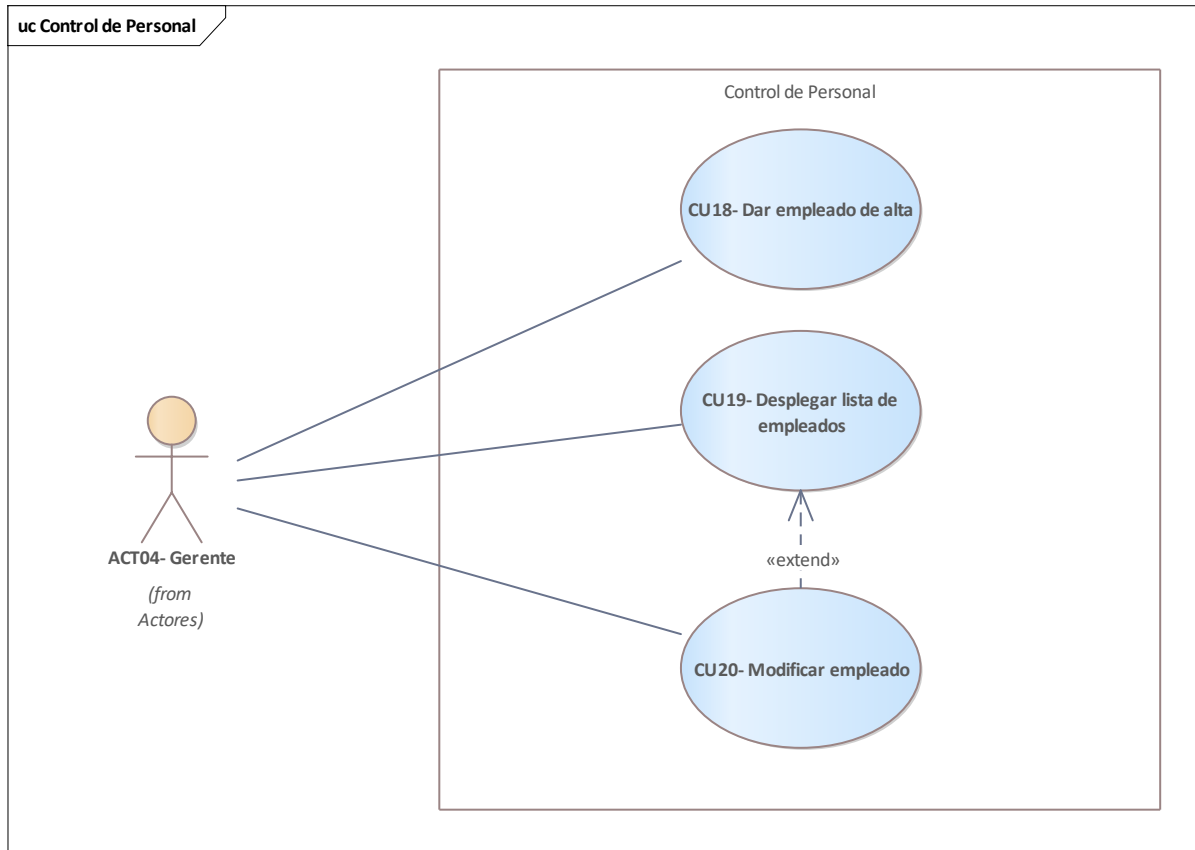 uc Control de Personal
Control de Personal
CU18- Dar empleado de alta
CU19- Desplegar lista de
empleados
«extend»
ACT04- Gerente
(from
Actores)
CU20- Modificar empleado